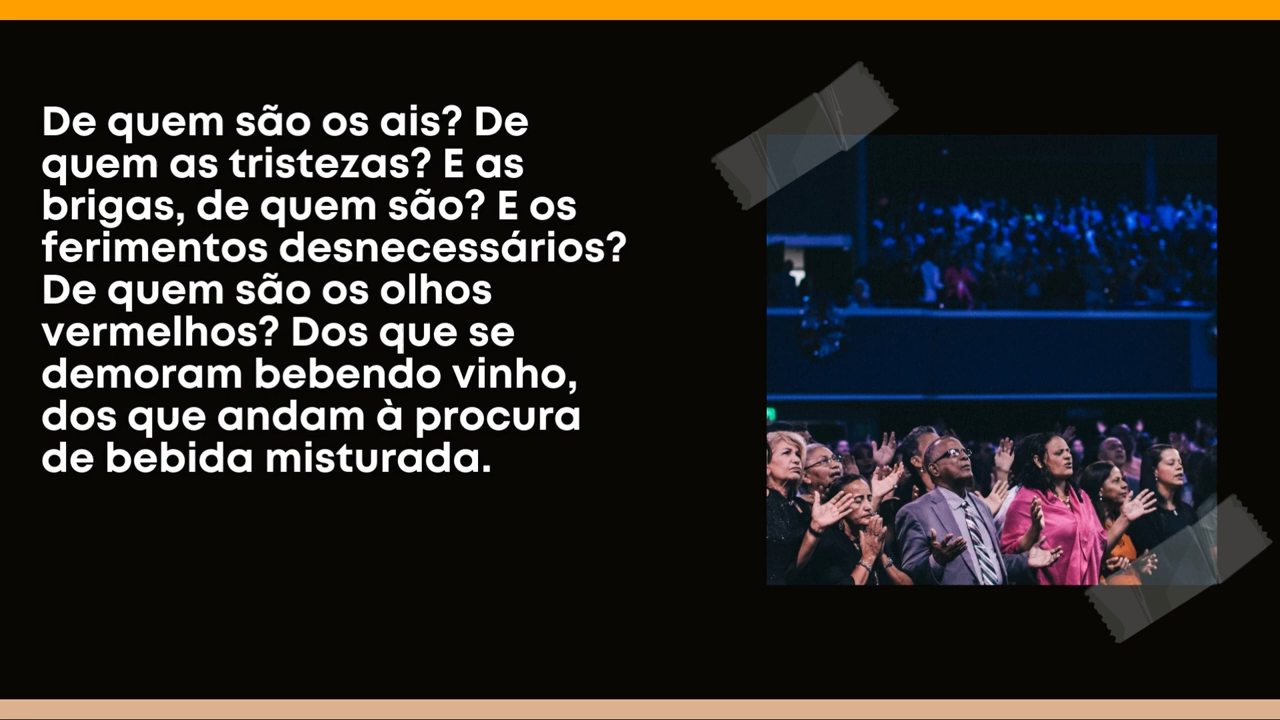 De quem são os ais? De
quem as tristezas? E as
brigas, de quem são? E os
ferimentos desnecessários?
De quem são os olhos
vermelhos? Dos que se
demoram bebendo vinho,
dos que andam à procura
de bebida misturada.